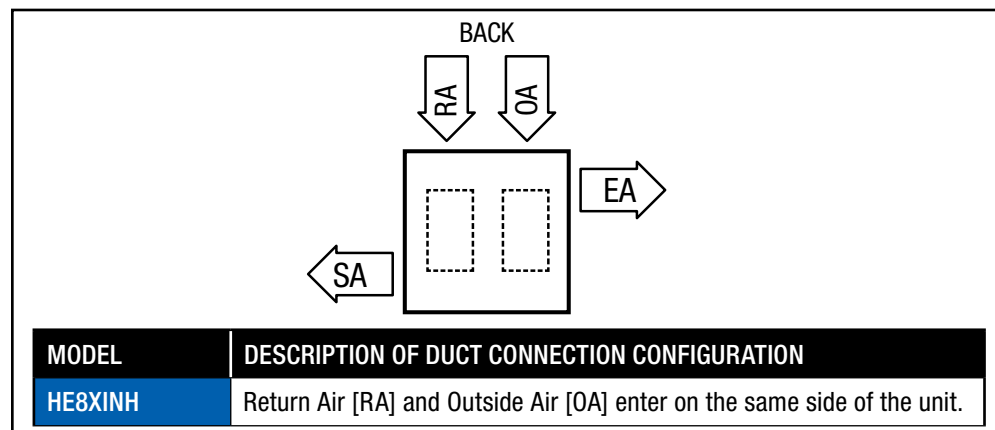 BACK
RA
OA
EA
SA
MODEL DESCRIPTION OF DUCT CONNECTION CONFIGURATION
HE8XINH Return Air [RA] and Outside Air [OA] enter on the same side of the unit.